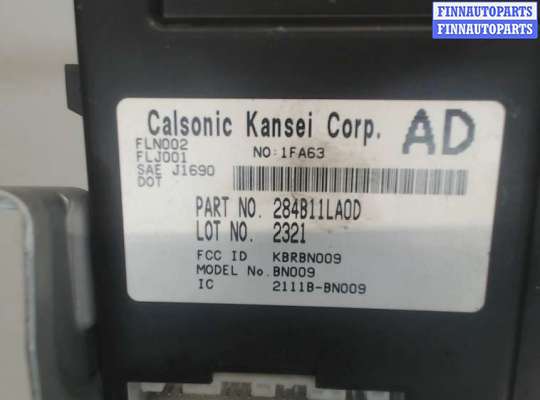 FINNAUTOPARTS
FINNAUTOPARTS
Calsonic Kansei Corp.
AD
FLN002
NO:1FA63
FLJ001
SAE J1690
DOT
PART NO. 284B11LA0D
LOT NO. 2321
FCC ID KBRBN009
MODEL No. BN009
IC 2111B-BN009